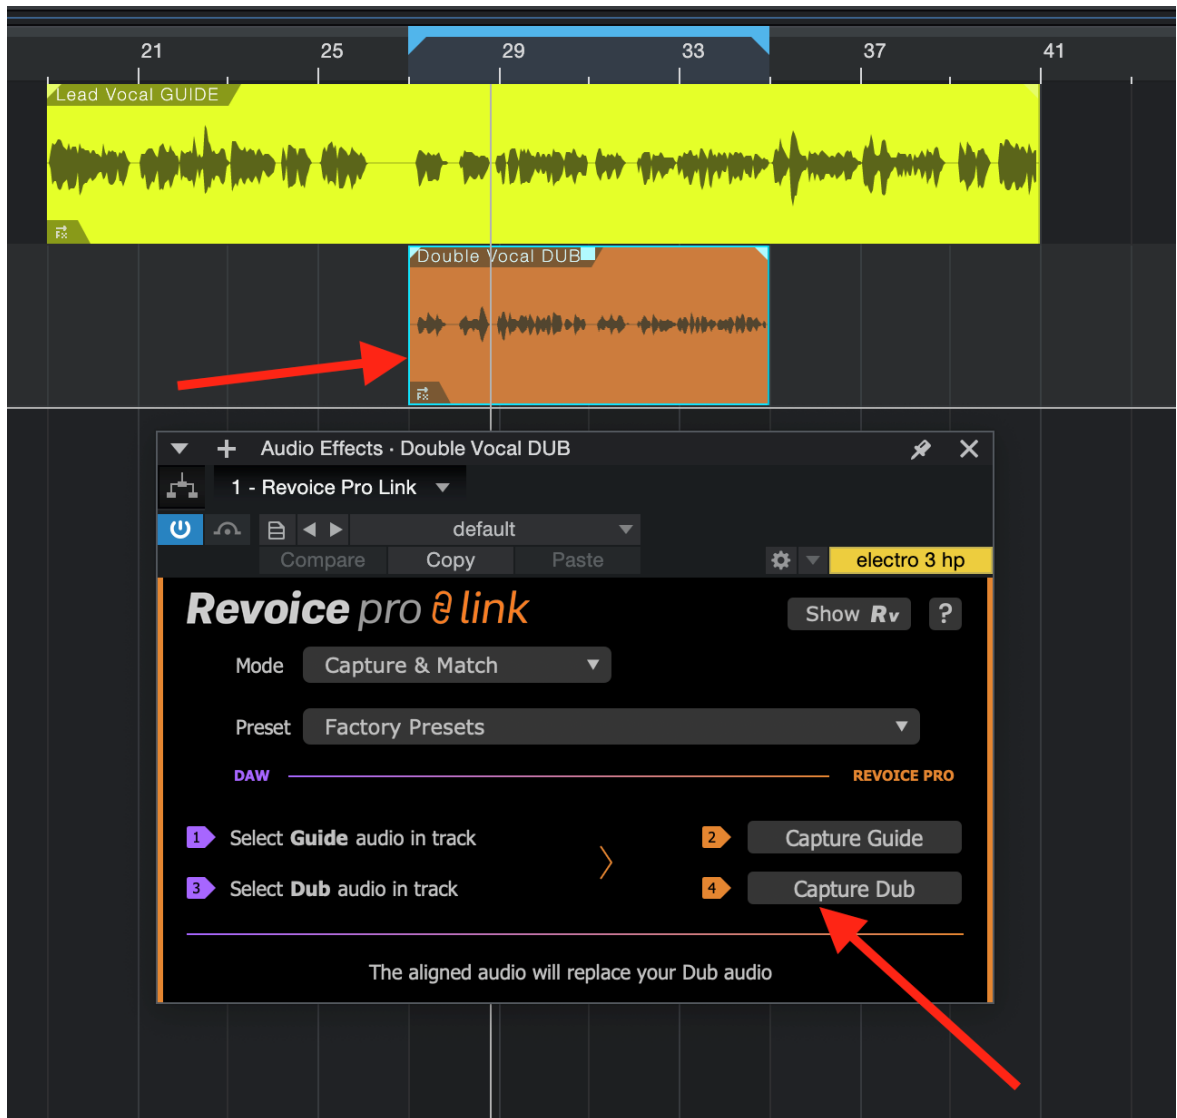 21 25 29 33 37 41
Lead Vocal GUIDE
FX
Double Vocal DUB
FX
Audio Effects · Double Vocal DUB
1 - Revoice Pro Link
default
Compare Copy Paste
electro 3 hp
Revoice pro link
Show Rv ?
Mode Capture & Match
Preset Factory Presets
DAW REVOICE PRO
1 Select Guide audio in track 2 Capture Guide
3 Select Dub audio in track 4 Capture Dub
The aligned audio will replace your Dub audio